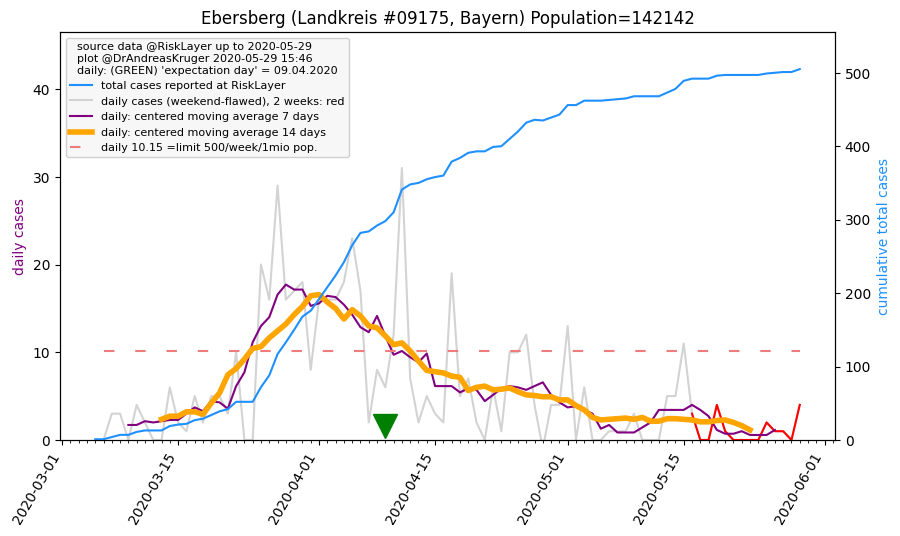 Ebersberg (Landkreis #09175, Bayern) Population=142142
source data @RiskLayer up to 2020-05-29
plot @DrAndreasKruger 2020-05-29 15:46
daily: (GREEN) 'expectation day' = 09.04.2020
total cases reported at RiskLayer
daily cases (weekend-flawed), 2 weeks: red
daily: centered moving average 7 days
daily: centered moving average 14 days
daily 10.15 =limit 500/week/1mio pop.
daily cases
40
30
20
10
0
cumulative total cases
500
400
300
200
100
0
2020-03-01
2020-03-15
2020-04-01
2020-04-15
2020-05-01
2020-05-15
2020-06-01